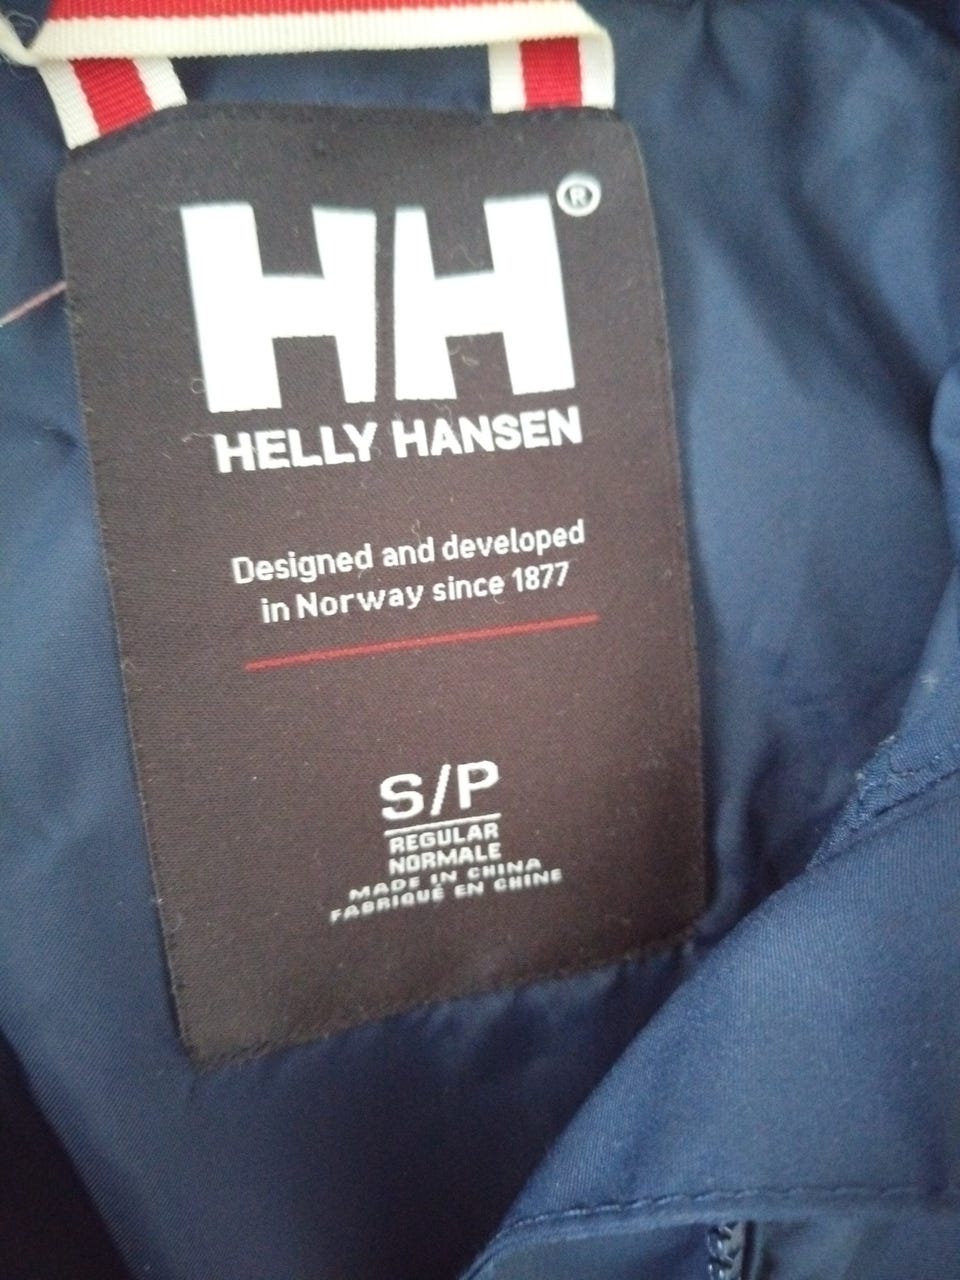 HH®
HELLY HANSEN
Designed and developed
in Norway since 1877
S/P
REGULAR
NORMALE
MADE IN CHINA
FABRIQUÉ EN CHINE